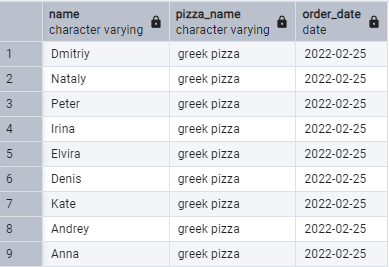 name pizza_name order_date
character varying character varying date
1 Dmitriy greek pizza 2022-02-25
2 Nataly greek pizza 2022-02-25
3 Peter greek pizza 2022-02-25
4 Irina greek pizza 2022-02-25
5 Elvira greek pizza 2022-02-25
6 Denis greek pizza 2022-02-25
7 Kate greek pizza 2022-02-25
8 Andrey greek pizza 2022-02-25
9 Anna greek pizza 2022-02-25